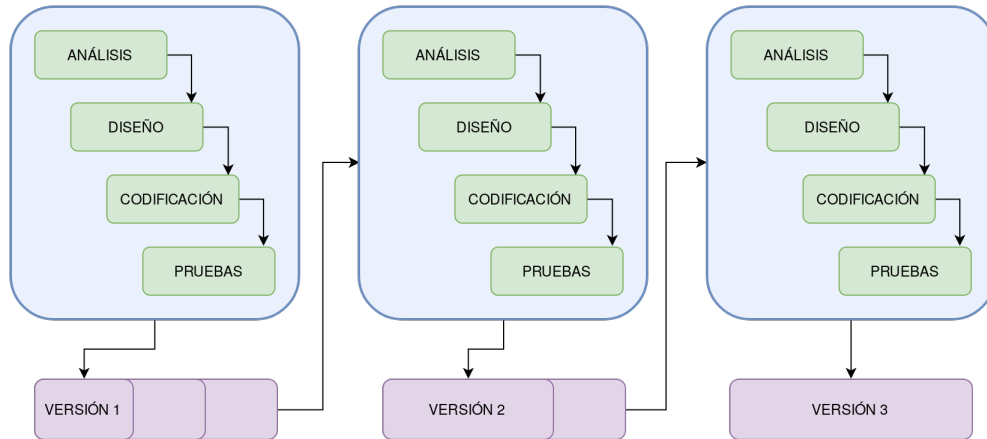 ANÁLISIS
DISEÑO
CODIFICACIÓN
PRUEBAS
VERSIÓN 1
ANÁLISIS
DISEÑO
CODIFICACIÓN
PRUEBAS
VERSIÓN 2
ANÁLISIS
DISEÑO
CODIFICACIÓN
PRUEBAS
VERSIÓN 3